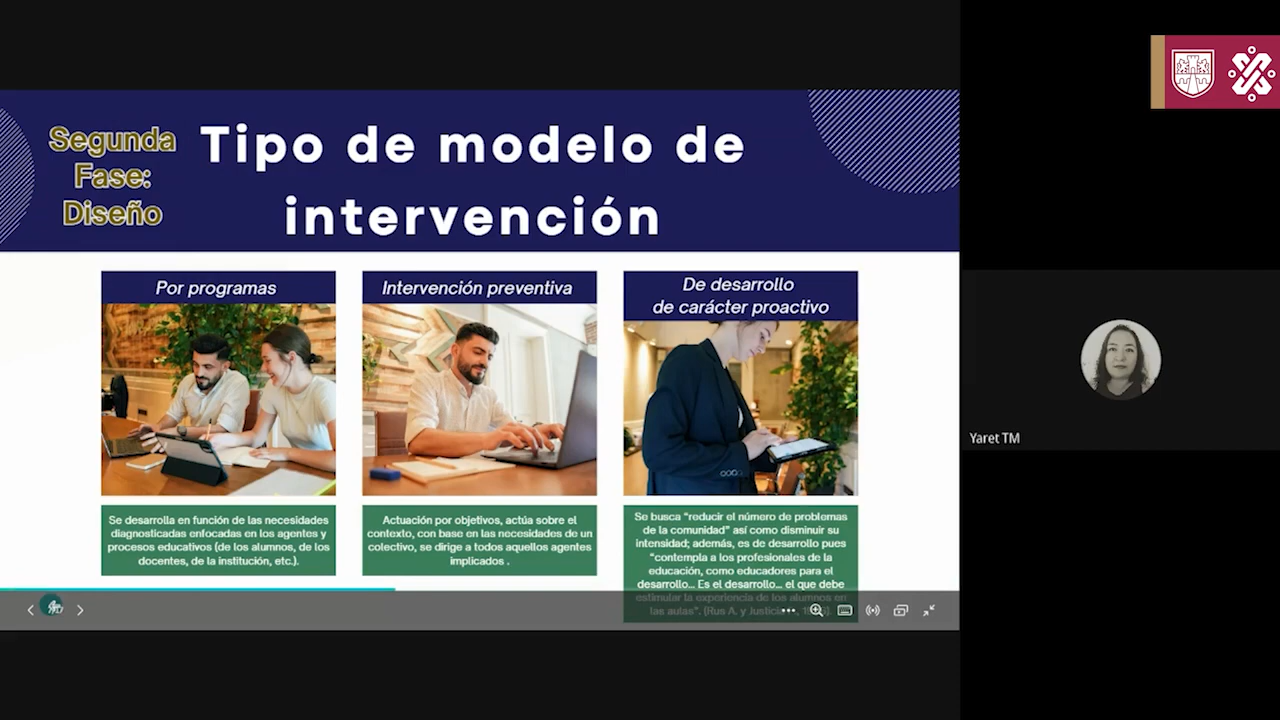 Segunda
Fase:
Diseño
Tipo de modelo de
intervención
Por programas
Se desarrolla en función de las necesidades
diagnosticadas enfocadas en los agentes y
procesos educativos (de los alumnos, de los
docentes, de la institución, etc.).
Intervención preventiva
Actuación por objetivos, actúa sobre el
contexto, con base en las necesidades de un
colectivo, se dirige a todos aquellos agentes
implicados .
De desarrollo
de carácter proactivo
Se busca “reducir el número de problemas
de la comunidad” así como disminuir su
intensidad; además, es de desarrollo pues
“contempla a los profesionales de la
educación, como educadores para el
desarrollo... Es el desarrollo... el que debe
estimular la experiencia de los alumnos en
las aulas”. (Rus A. y
Yaret TM